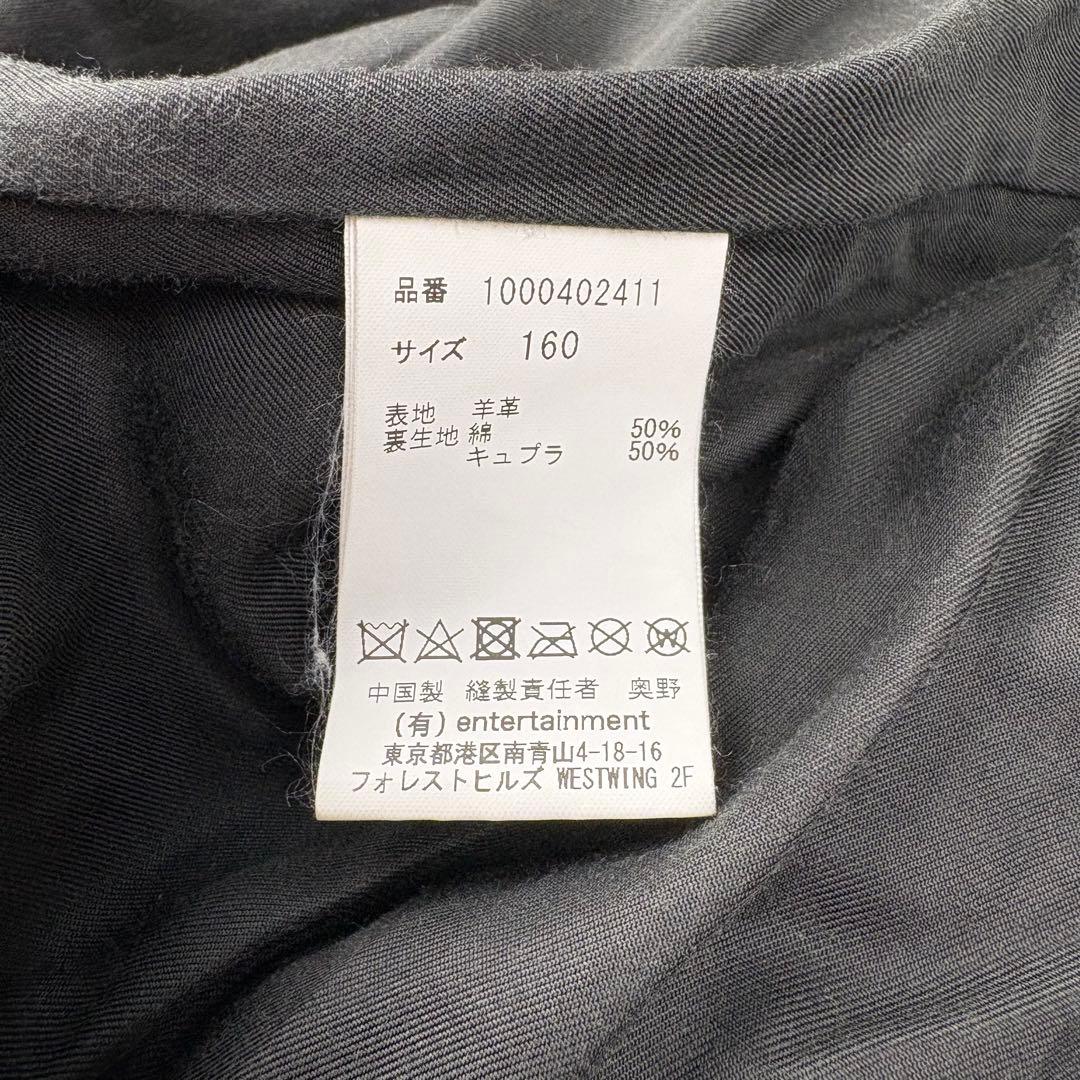 品番 1000402411
サイズ 160
表地 羊革
裏生地 綿 50%
キュプラ 50%
W
中国製 縫製責任者 奥野
(有) entertainment
東京都港区南青山4-18-16
フォレストヒルズ WESTWING 2F